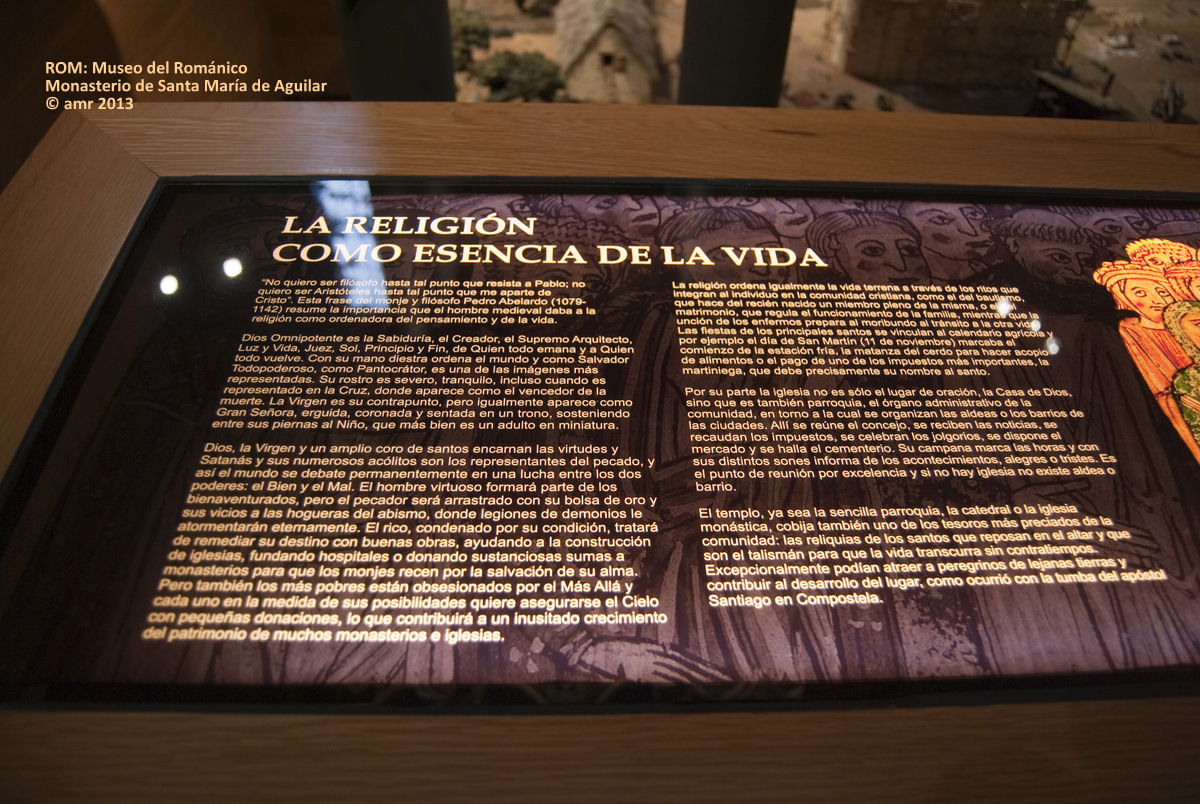 ROM: Museo del Románico
Monasterio de Santa María de Aguilar
© amr 2013
LA RELIGIÓN
COMO ESENCIA DE LA VIDA
"No quiero ser filósofo hasta tal punto que resista a Pablo; no
quiero ser Aristóteles hasta tal punto que me aparte de
Cristo". Esta frase del monje y filósofo Pedro Abelardo (1079-
1142) resume la importancia que el hombre medieval daba a la
religión como ordenadora del pensamiento y de la vida.
Dios Omnipotente es la Sabiduría, el Creador, el Supremo Arquitecto,
Luz y Vida, Juez, Sol, Principio y Fin, de Quien todo emana y a Quien
todo vuelve. Con su mano diestra ordena el mundo y como Salvador
Todopoderoso, como Pantocrátor, es una de las imágenes más
representadas. Su rostro es severo, tranquilo, incluso cuando es
representado en la Cruz, donde aparece como el vencedor de la
muerte. La Virgen es su contrapunto, pero igualmente aparece como
Gran Señora, erguida, coronada y sentada en un trono, sosteniendo
entre sus piernas al Niño, que más bien es un adulto en miniatura.
Dios, la Virgen y un amplio coro de santos encarnan las virtudes y
Satanás y sus numerosos acólitos son los representantes del pecado, y
así el mundo se debate permanentemente en una lucha entre los dos
poderes: el Bien y el Mal. El hombre virtuoso formará parte de los
bienaventurados, pero el pecador será arrastrado con su bolsa de oro y
sus vicios a las hogueras del abismo, donde legiones de demonios le
atormentarán eternamente. El rico, condenado por su condición, tratará
de remediar su destino con buenas obras, ayudando a la construcción
de iglesias, fundando hospitales o donando sustanciosas sumas a
monasterios para que los monjes recen por la salvación de su alma.
Pero también los más pobres están obsesionados por el Más Allá y
cada uno en la medida de sus posibilidades quiere asegurarse el Cielo
con pequeñas donaciones, lo que contribuirá a un inusitado crecimiento
del patrimonio de muchos monasterios e iglesias.
La religión ordena igualmente la vida terrena a través de los ritos que
integran al individuo en la comunidad cristiana, como el del bautismo,
que hace del recién nacido un miembro pleno de la misma, o el
matrimonio, que regula el funcionamiento de la familia, mientras que la
unción de los enfermos prepara al moribundo al tránsito a la otra vida.
Las fiestas de los principales santos se vinculan al calendario agrícola y
por ejemplo el día de San Martín (11 de noviembre) marcaba el
comienzo de la estación fría, la matanza del cerdo para hacer acopio
de alimentos o el pago de uno de los impuestos más importantes, la
martiniega, que debe precisamente su nombre al santo.
Por su parte la iglesia no es sólo el lugar de oración, la Casa de Dios,
sino que es también parroquia, el órgano administrativo de la
comunidad, en torno a la cual se organizan las aldeas o los barrios de
las ciudades. Allí se reúne el concejo, se reciben las noticias, se
recaudan los impuestos, se celebran los jolgorios, se dispone el
mercado y se halla el cementerio. Su campana marca las horas y con
sus distintos sones informa de los acontecimientos, alegres o tristes. Es
el punto de reunión por excelencia y si no hay iglesia no existe aldea o
barrio.
El templo, ya sea la sencilla parroquia, la catedral o la iglesia
monástica, cobija también uno de los tesoros más preciados de la
comunidad: las reliquias de los santos que reposan en el altar y que
son el talismán para que la vida transcurra sin contratiempos.
Excepcionalmente podían atraer a peregrinos de lejanas tierras y
contribuir al desarrollo del lugar, como ocurrió con la tumba del apóstol
Santiago en Compostela.